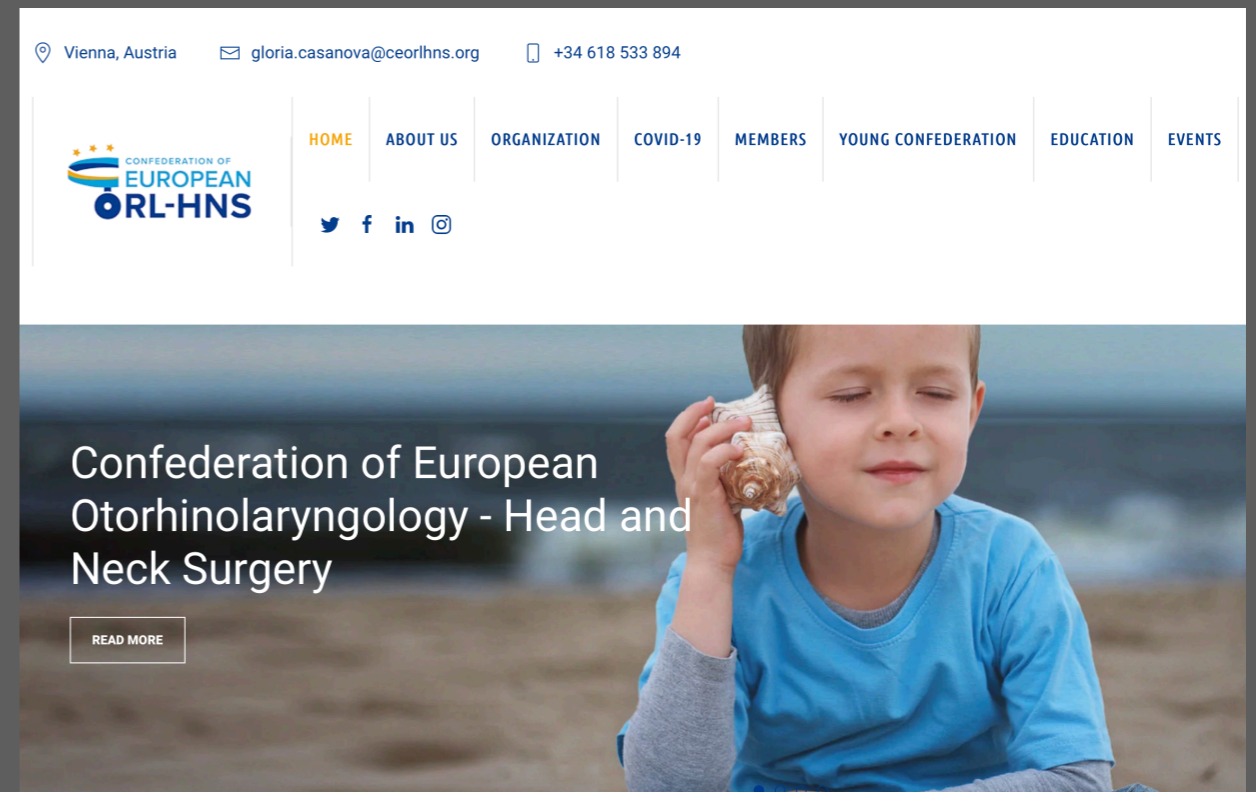 Vienna, Austria
gloria.casanova@ceorlhns.org
+34 618 533 894
CONFEDERATION OF
EUROPEAN
ORL-HNS
HOME
ABOUT US
ORGANIZATION
COVID-19
MEMBERS
YOUNG CONFEDERATION
EDUCATION
EVENTS
Confederation of European
Otorhinolaryngology - Head and
Neck Surgery
READ MORE